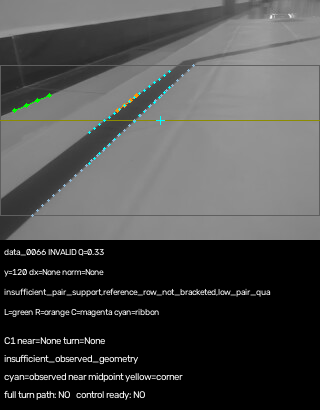 data_0066 INVALID Q=0.33
y=120 dx=None norm=None
insufficient_pair_support,reference_row_not_bracketed,low_pair_qua
L=green R=orange C=magenta cyan=ribbon
C1 near=None turn=None
insufficient_observed_geometry
cyan=observed near midpoint yellow=corner
full turn path: NO control ready: NO